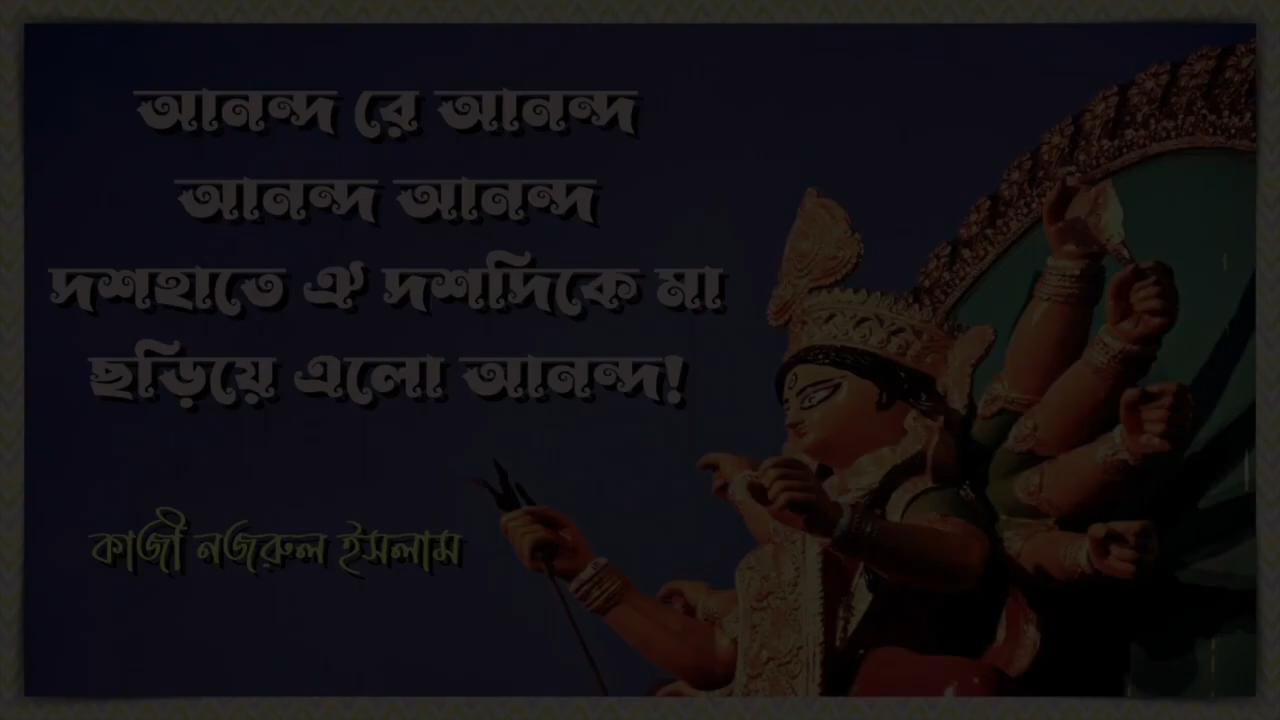 আনন্দ রে আনন্দ
আনন্দ আনন্দ
দশহাতে ঐ দশদিকে মা
ছড়িয়ে এলো আনন্দ!
কাজী নজরুল ইসলাম